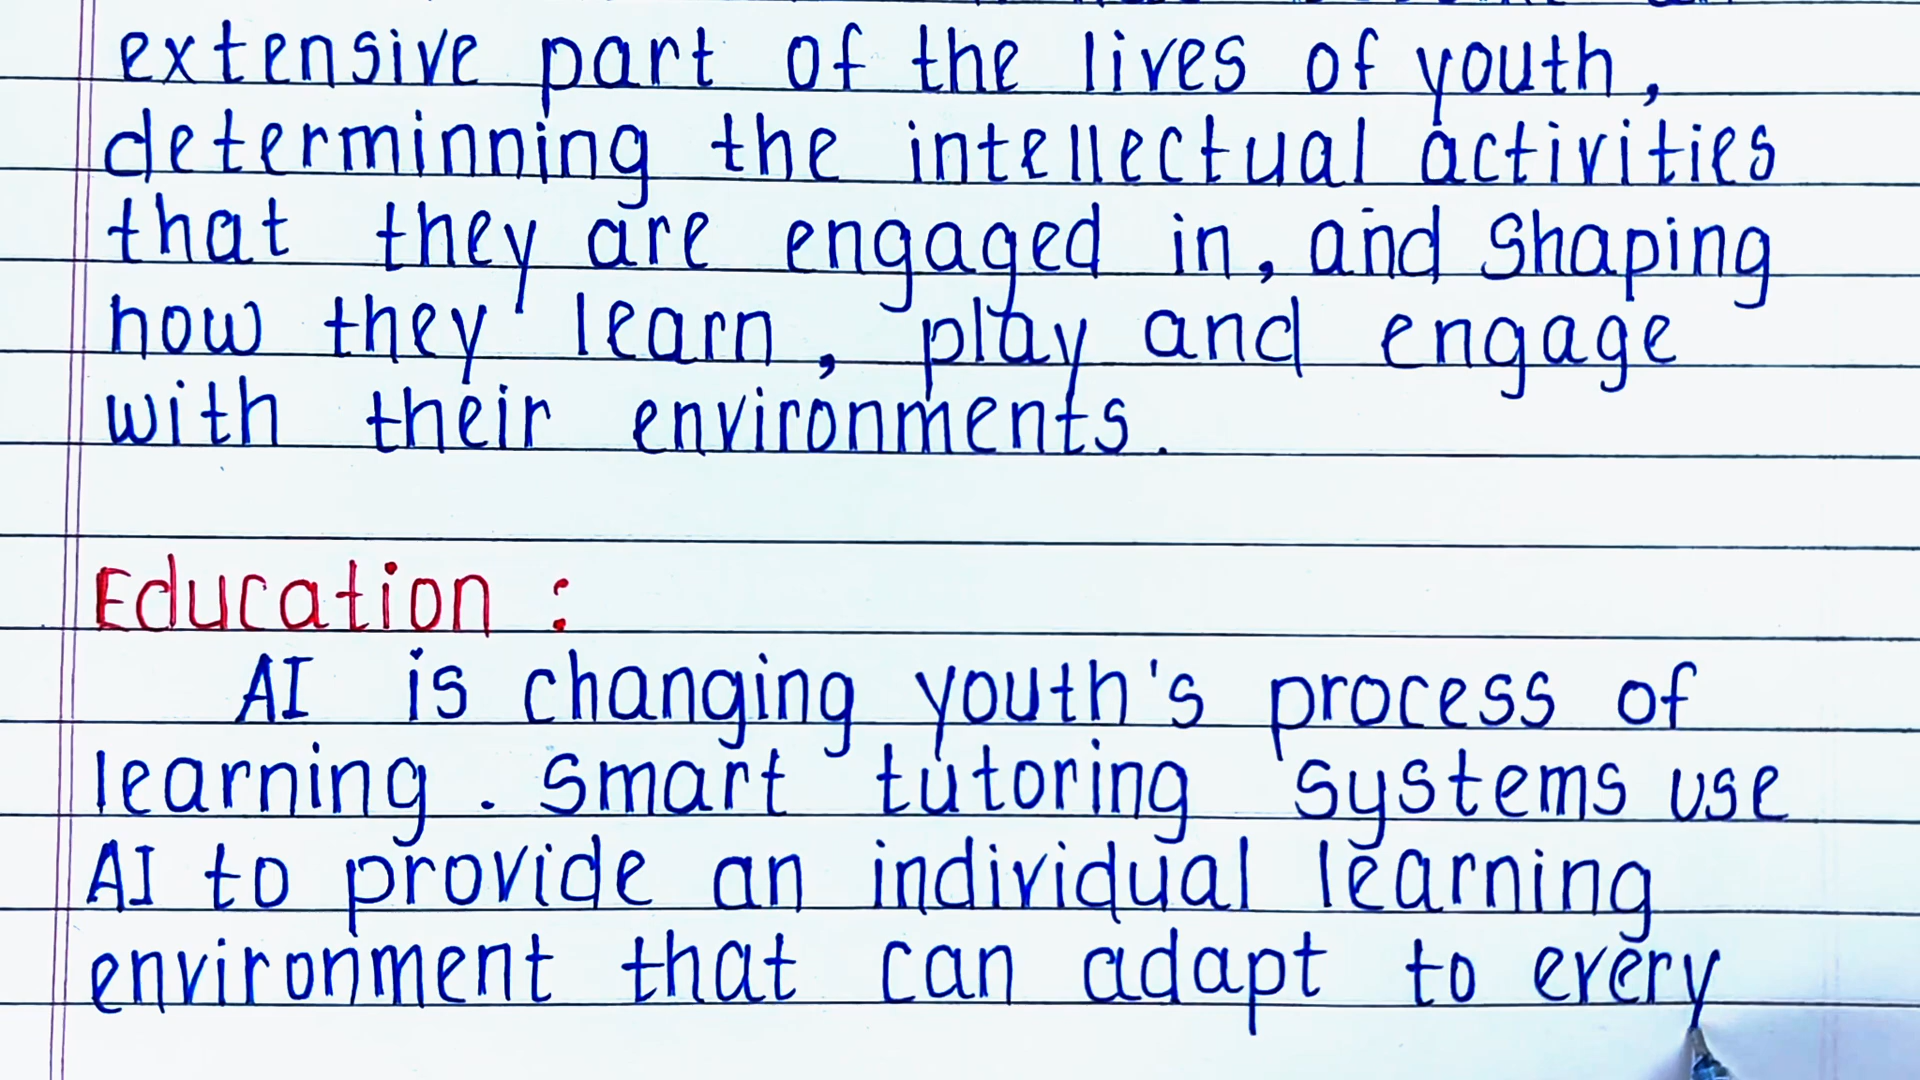 extensive part of the lives of youth,
determinning the intellectual activities
that they are engaged in, and shaping
how they learn, play and engage
with their environments.
Education :
AI is changing youth's process of
learning. Smart tutoring systems use
AI to provide an individual learning
environment that can adapt to every